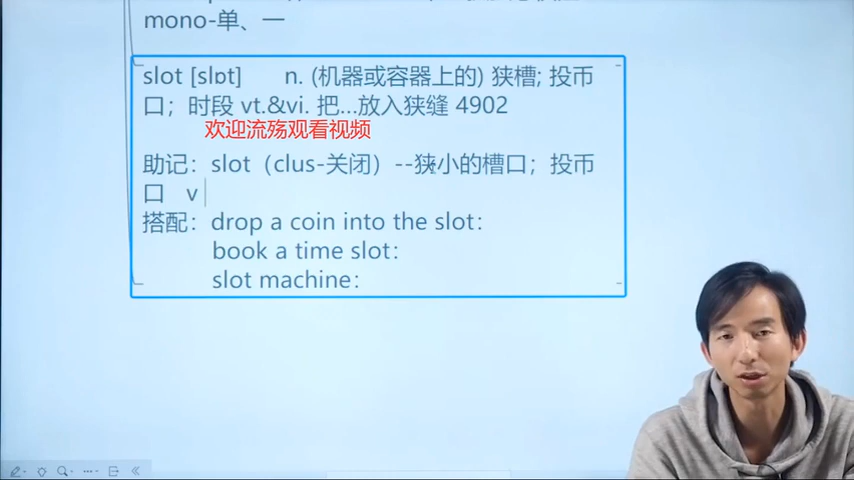 mono-单、一
slot [slɒt] n. (机器或容器上的) 狭槽; 投币
口；时段 vt.&vi. 把...放入狭缝 4902
欢迎流殇观看视频
助记：slot（clus-关闭）--狭小的槽口；投币
口 v
搭配：drop a coin into the slot：
book a time slot：
slot machine：